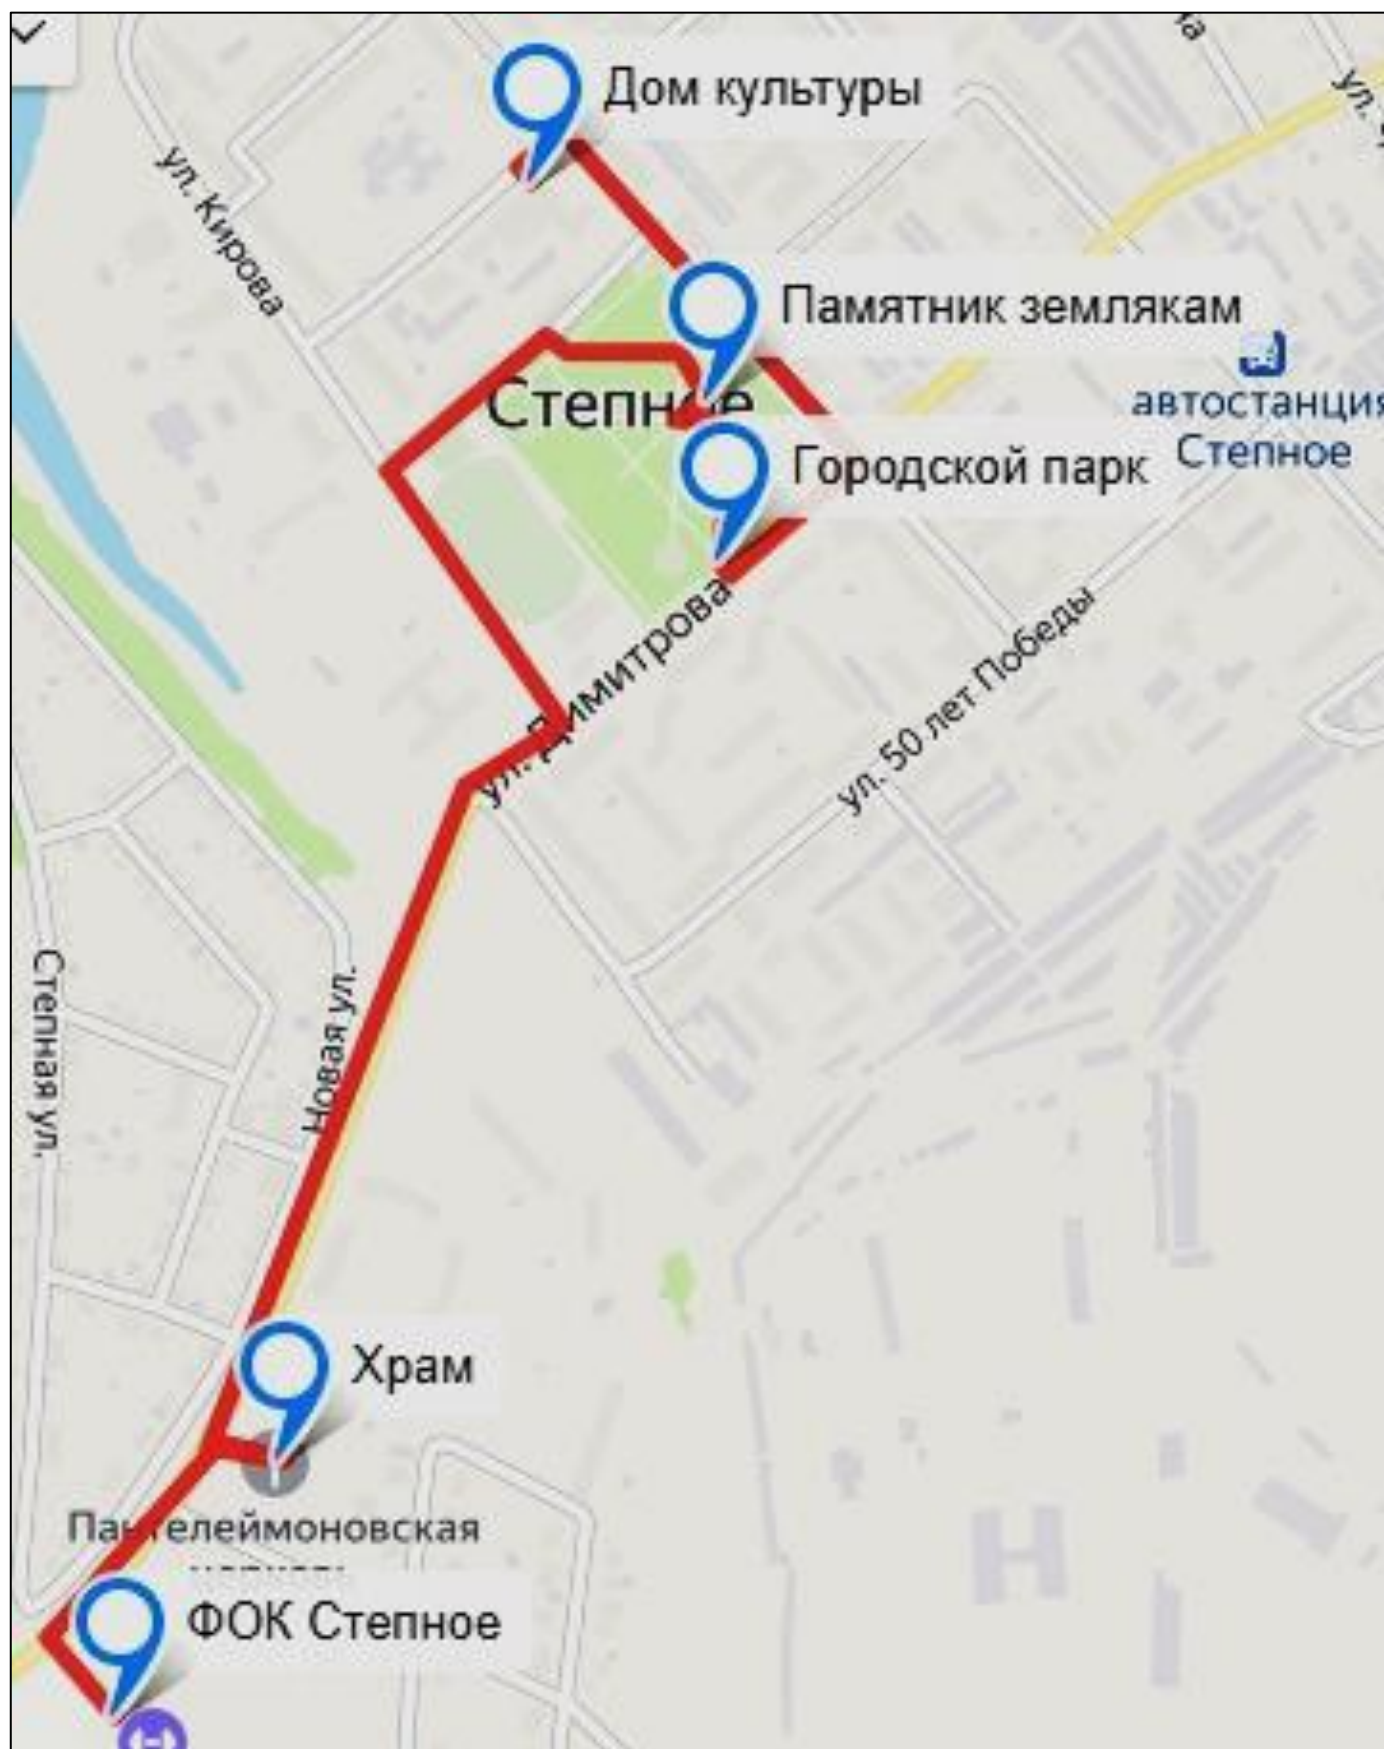 Дом культуры
ул. Кирова
Памятник землякам
Степное
автостанция
Степное
Городской парк
ул. Димитрова
ул. 50 лет Победы
Степная ул.
Новая ул.
Храм
Пантелеймоновская
ФОК Степное